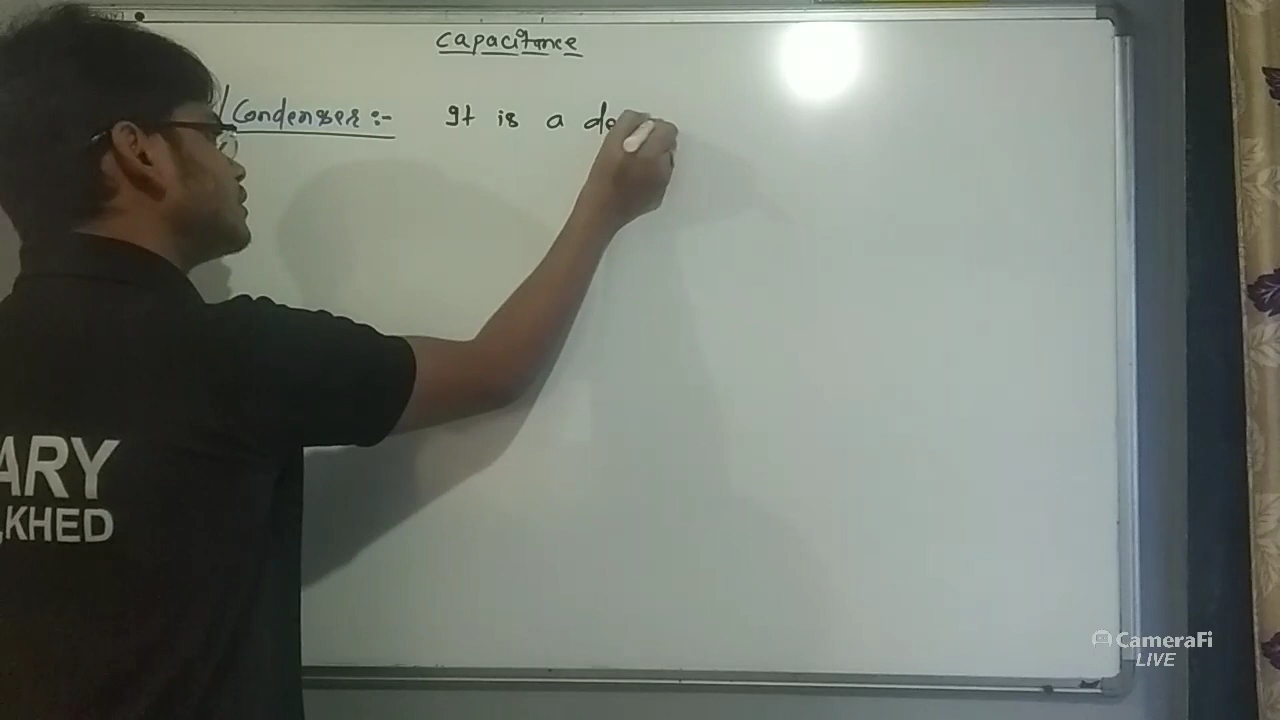 Capacitance
/Condenser :- It is a de
ARY
,KHED
CameraFi
LIVE